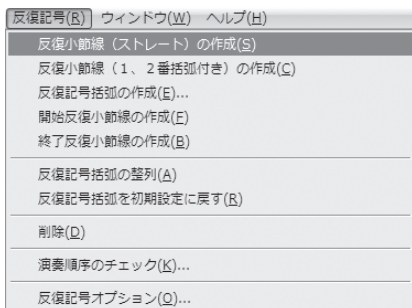 反復記号(R) ウィンドウ(W) ヘルプ(H)
反復小節線（ストレート）の作成(S)
反復小節線（１、２番括弧付き）の作成(C)
反復記号括弧の作成(E)...
開始反復小節線の作成(F)
終了反復小節線の作成(B)
反復記号括弧の整列(A)
反復記号括弧を初期設定に戻す(R)
削除(D)
演奏順序のチェック(K)...
反復記号オプション(O)...